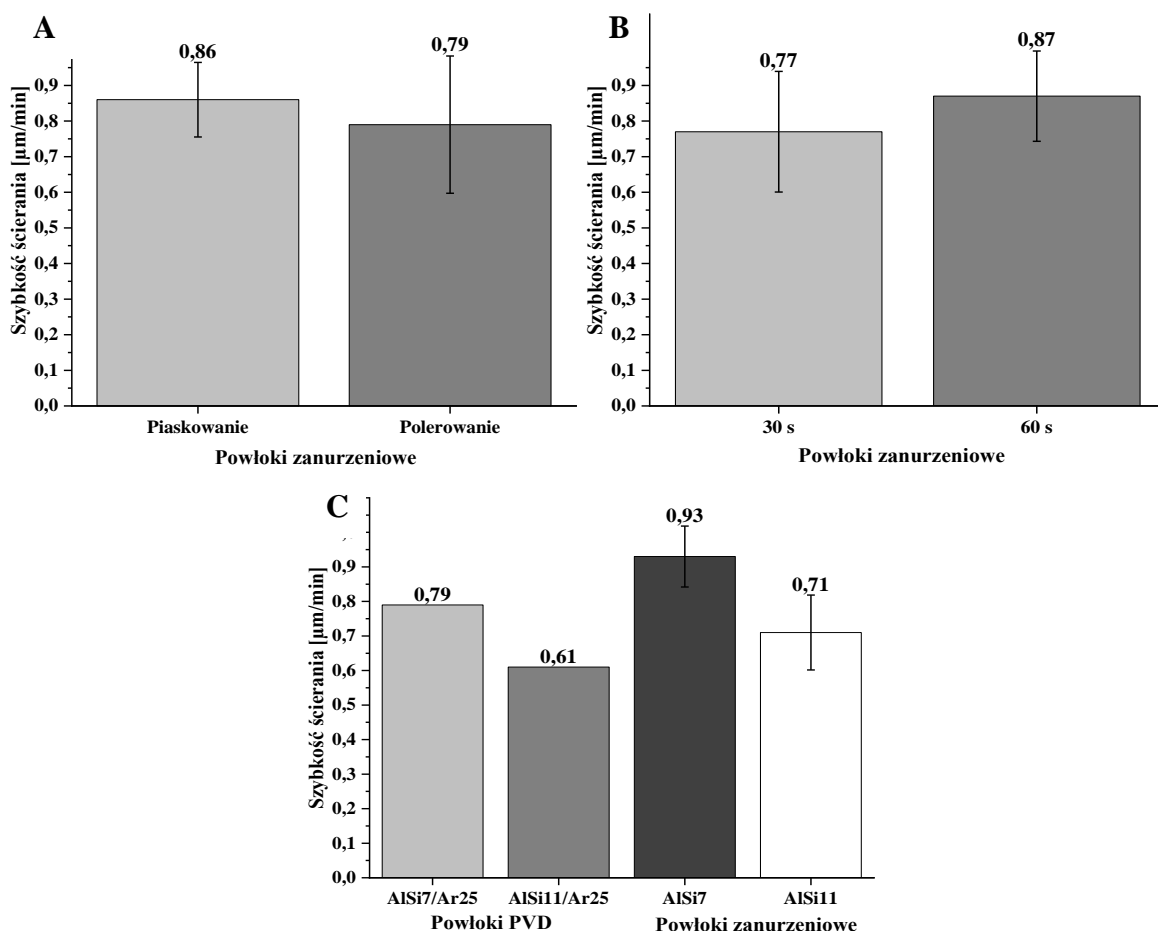 A
0,86
0,79
0,9
0,8
0,7
0,6
0,5
0,4
0,3
0,2
0,1
0,0
Szybkość ścierania [µm/min]
Piaskowanie
Polerowanie
Powłoki zanurzeniowe
B
0,77
0,87
0,9
0,8
0,7
0,6
0,5
0,4
0,3
0,2
0,1
0,0
Szybkość ścierania [µm/min]
30 s
60 s
Powłoki zanurzeniowe
C
0,79
0,61
0,93
0,71
0,9
0,8
0,7
0,6
0,5
0,4
0,3
0,2
0,1
0,0
Szybkość ścierania [µm/min]
AlSi7/Ar25
AlSi11/Ar25
AlSi7
AlSi11
Powłoki PVD
Powłoki zanurzeniowe